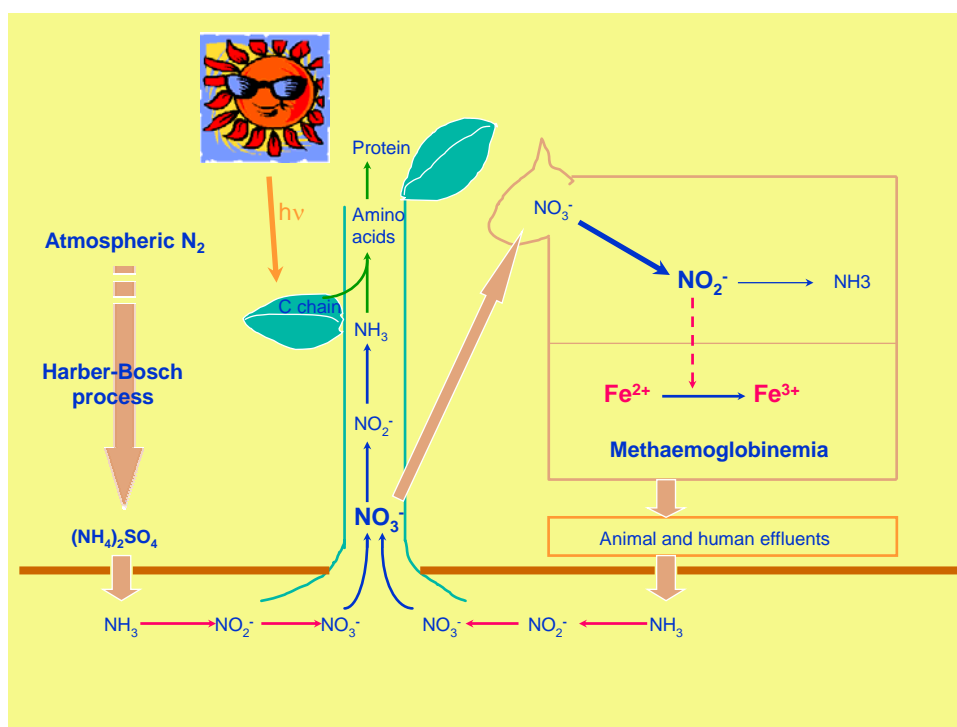 Protein
hν
Amino
acids
Atmospheric N₂
C chain
NH₃
Harber-Bosch
process
NO₂⁻
NO₃⁻
(NH₄)₂SO₄
NO₃⁻
NO₂⁻
NH3
Fe²⁺
Fe³⁺
Methaemoglobinemia
Animal and human effluents
NH₃
NO₂⁻
NO₃⁻
NO₃⁻
NO₂⁻
NH₃